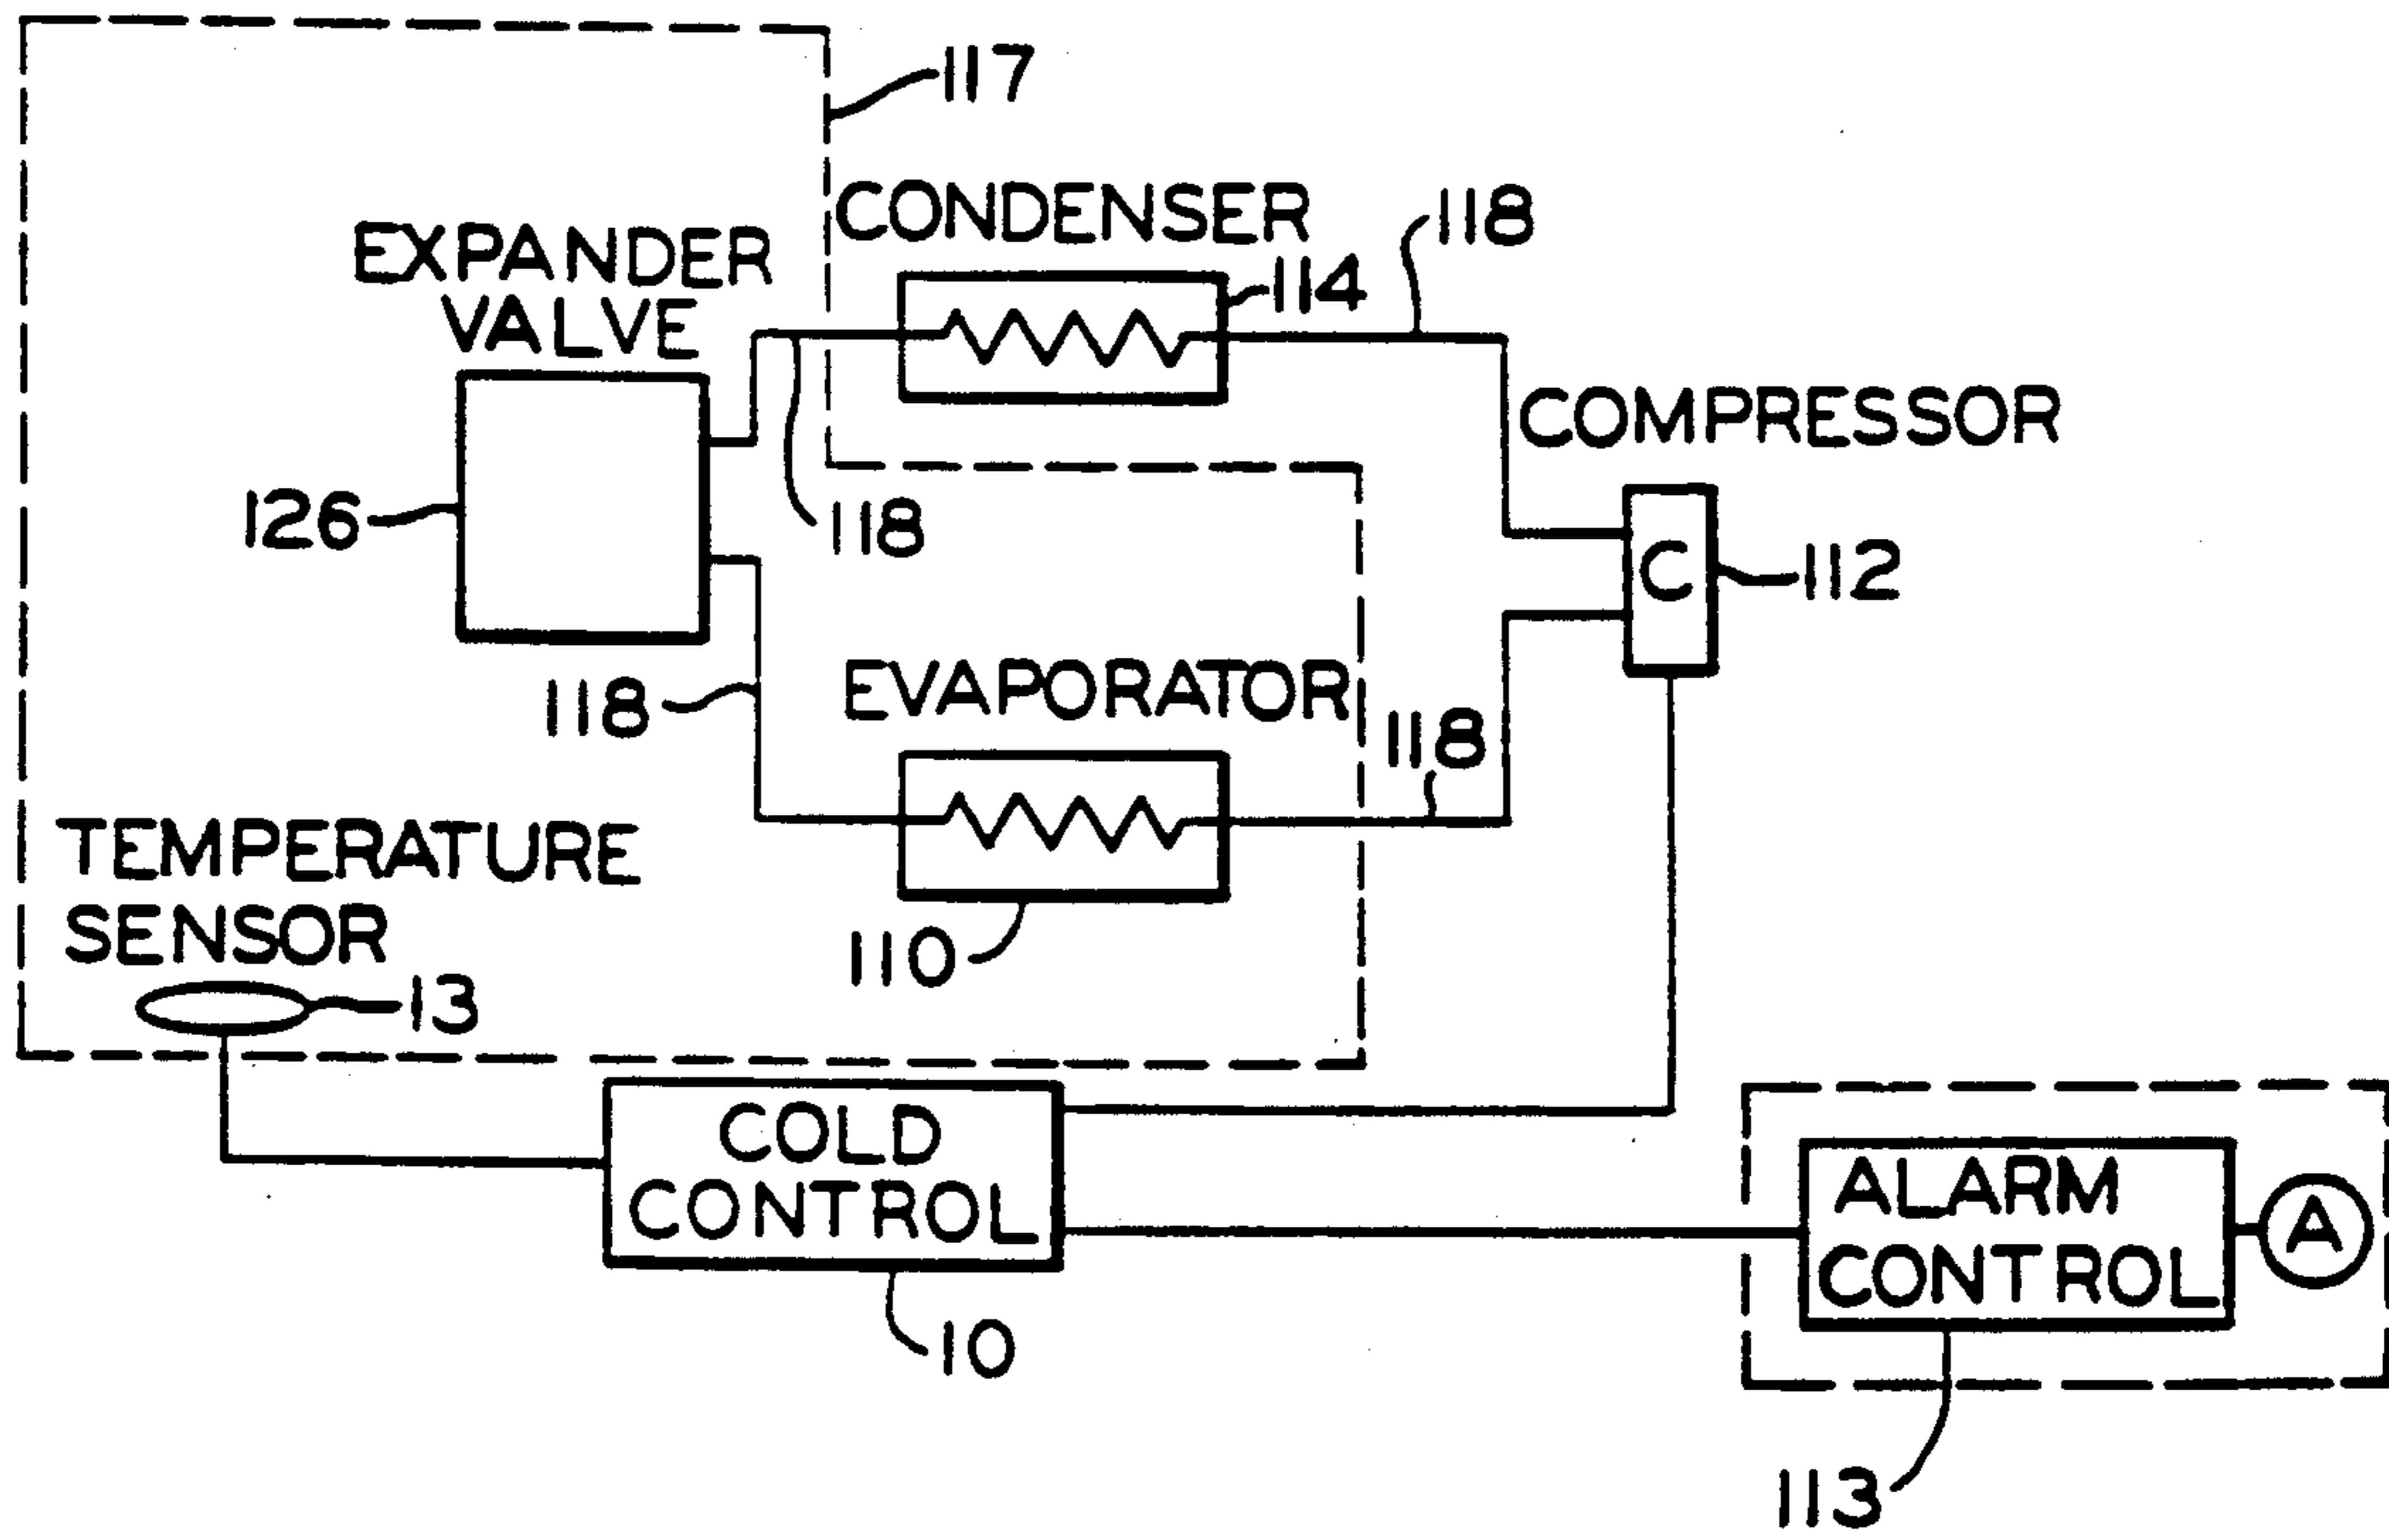 117
CONDENSER
118
EXPANDER
VALVE
114
COMPRESSOR
126
118
C
112
EVAPORATOR
118
118
TEMPERATURE
SENSOR
110
13
COLD
CONTROL
ALARM
CONTROL
A
10
113